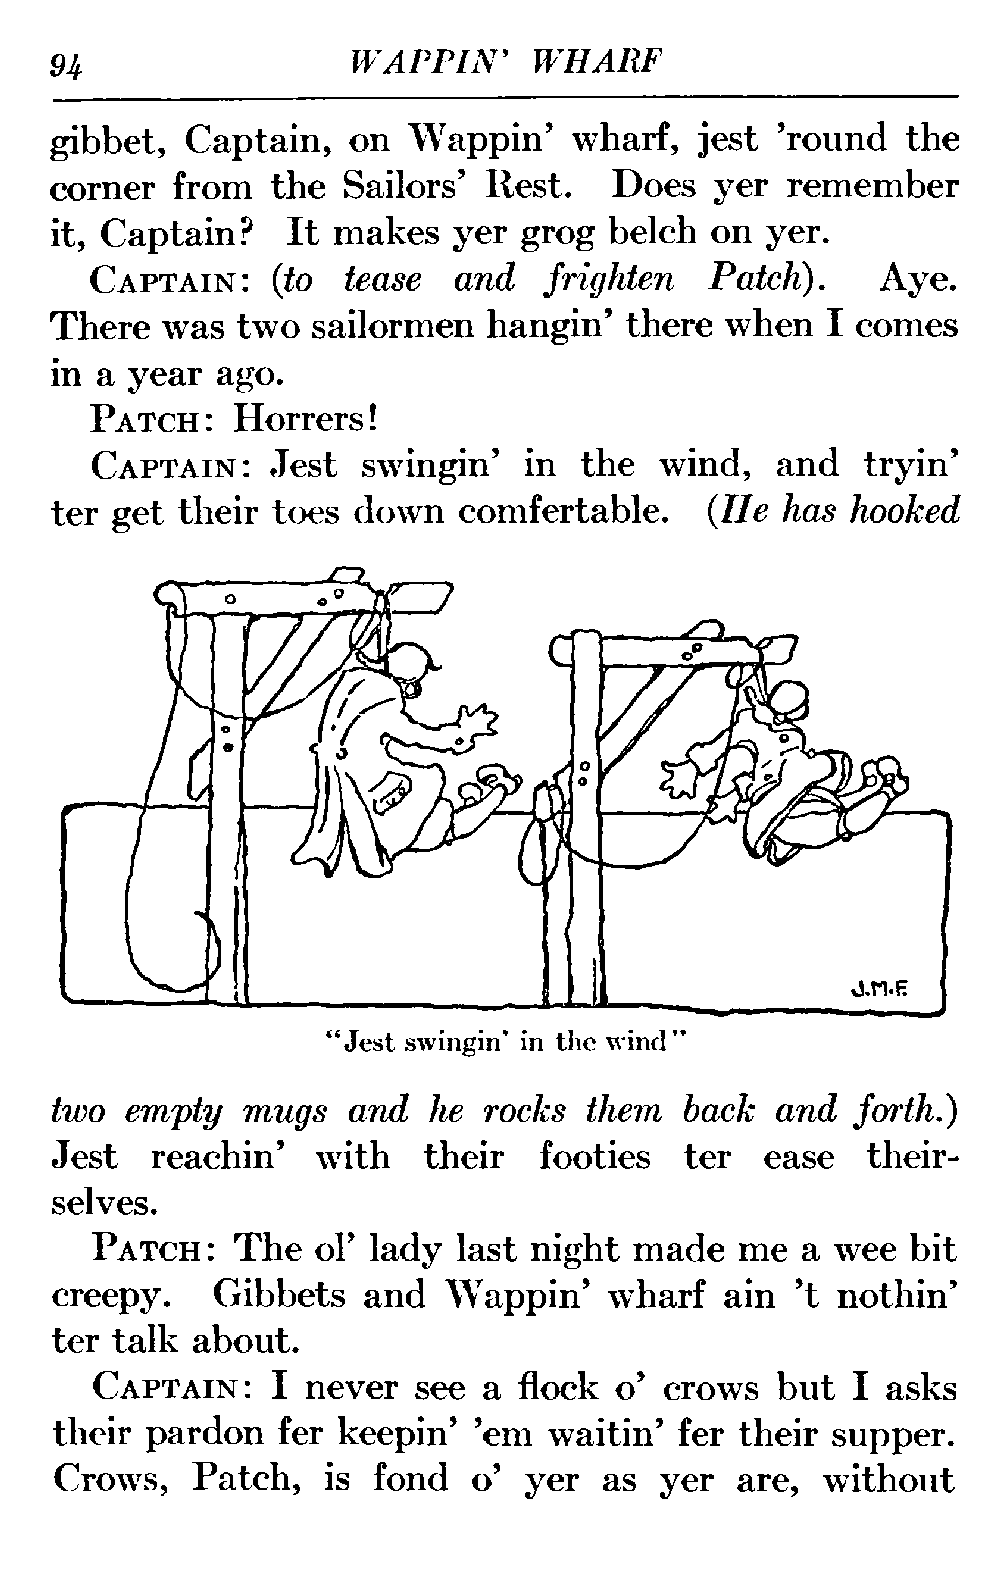 94 WAPPIN' WHARF
gibbet, Captain, on Wappin' wharf, jest 'round the
corner from the Sailors' Rest. Does yer remember
it, Captain? It makes yer grog belch on yer.
CAPTAIN: (to tease and frighten Patch). Aye.
There was two sailormen hangin' there when I comes
in a year ago.
PATCH: Horrers!
CAPTAIN: Jest swingin' in the wind, and tryin'
ter get their toes down comfertable. (He has hooked
J.M.F.
"Jest swingin' in the wind"
two empty mugs and he rocks them back and forth.)
Jest reachin' with their footies ter ease their-
selves.
PATCH: The ol' lady last night made me a wee bit
creepy. Gibbets and Wappin' wharf ain 't nothin'
ter talk about.
CAPTAIN: I never see a flock o' crows but I asks
their pardon fer keepin' 'em waitin' fer their supper.
Crows, Patch, is fond o' yer as yer are, without